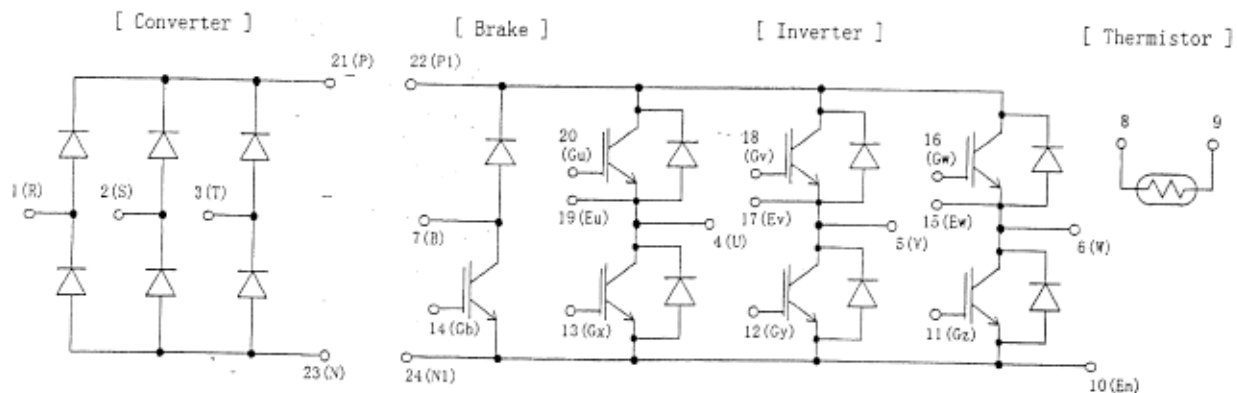 [ Converter ]
[ Brake ]
[ Inverter ]
[ Thermistor ]
21(P)
22(P1)
20
(Gu)
18
(Gv)
16
(Gw)
8
9
1(R)
2(S)
3(T)
19(Eu)
17(Ev)
15(Ew)
7(B)
4(U)
5(V)
6(W)
14(Gb)
13(Gx)
12(Gy)
11(Gz)
23(N)
24(N1)
10(En)